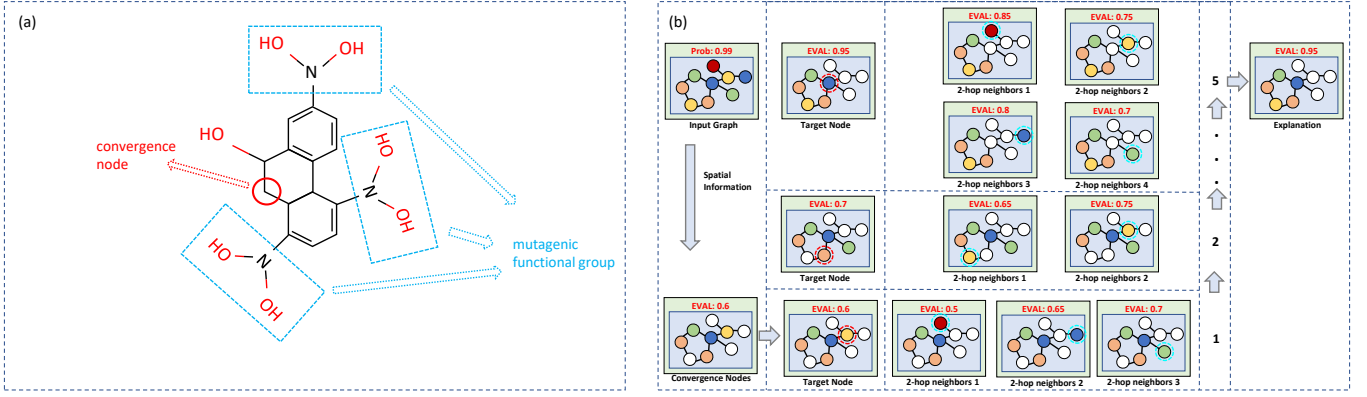 (a)
HO
OH
N
HO
convergence
node
HO
N
OH
HO
N
OH
mutagenic
functional group
(b)
Prob: 0.99
Input Graph
Spatial
Information
EVAL: 0.6
Convergence Nodes
EVAL: 0.95
Target Node
EVAL: 0.85
2-hop neighbors 1
EVAL: 0.75
2-hop neighbors 2
EVAL: 0.8
2-hop neighbors 3
EVAL: 0.7
2-hop neighbors 4
EVAL: 0.7
Target Node
EVAL: 0.65
2-hop neighbors 1
EVAL: 0.75
2-hop neighbors 2
EVAL: 0.6
Target Node
EVAL: 0.5
2-hop neighbors 1
EVAL: 0.65
2-hop neighbors 2
EVAL: 0.7
2-hop neighbors 3
5
.
.
.
2
1
EVAL: 0.95
Explanation